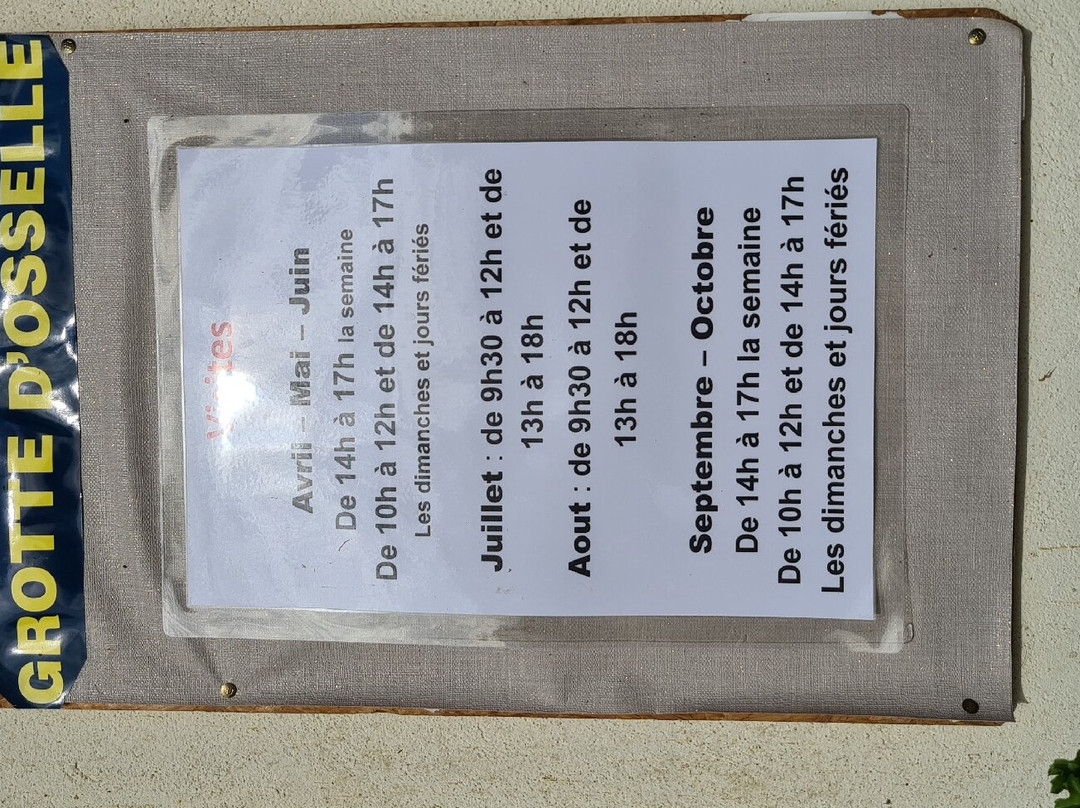 GROTTE D'OSSELLE
Visites
Avril – Mai – Juin
De 14h à 17h la semaine
De 10h à 12h et de 14h à 17h
Les dimanches et jours fériés
Juillet : de 9h30 à 12h et de
13h à 18h
Aout : de 9h30 à 12h et de
13h à 18h
Septembre – Octobre
De 14h à 17h la semaine
De 10h à 12h et de 14h à 17h
Les dimanches et jours fériés